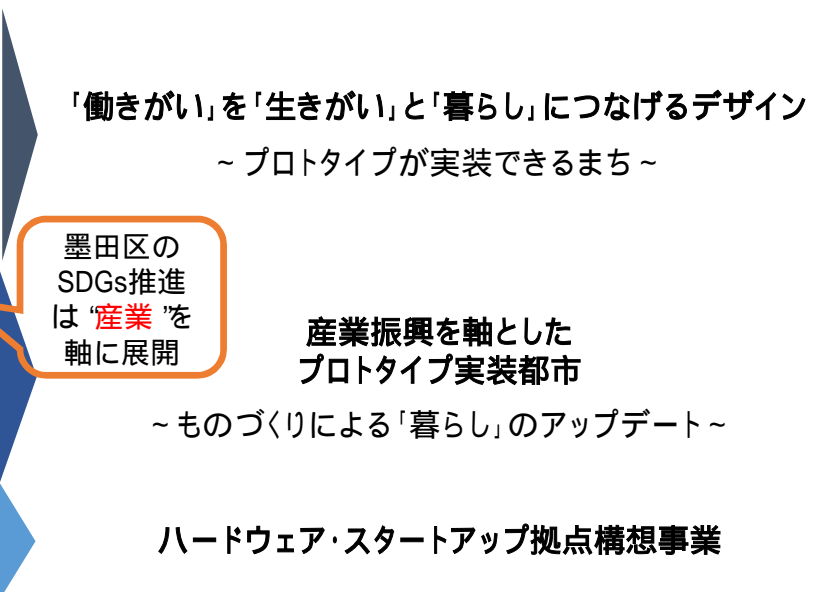 「働きがい」を「生きがい」と「暮らし」につなげるデザイン
~プロトタイプが実装できるまち~
墨田区の
SDGs推進
は“産業”を
軸に展開
産業振興を軸とした
プロトタイプ実装都市
~ものづくりによる「暮らし」のアップデート~
ハードウェア・スタートアップ拠点構想事業